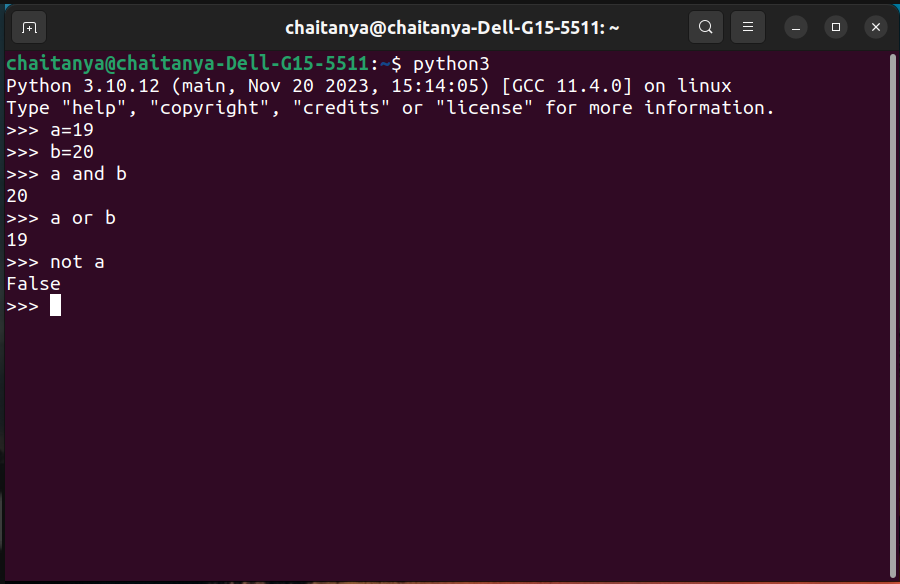 chaitanya@chaitanya-Dell-G15-5511: ~
chaitanya@chaitanya-Dell-G15-5511:~$ python3
Python 3.10.12 (main, Nov 20 2023, 15:14:05) [GCC 11.4.0] on linux
Type "help", "copyright", "credits" or "license" for more information.
>>> a=19
>>> b=20
>>> a and b
20
>>> a or b
19
>>> not a
False
>>>